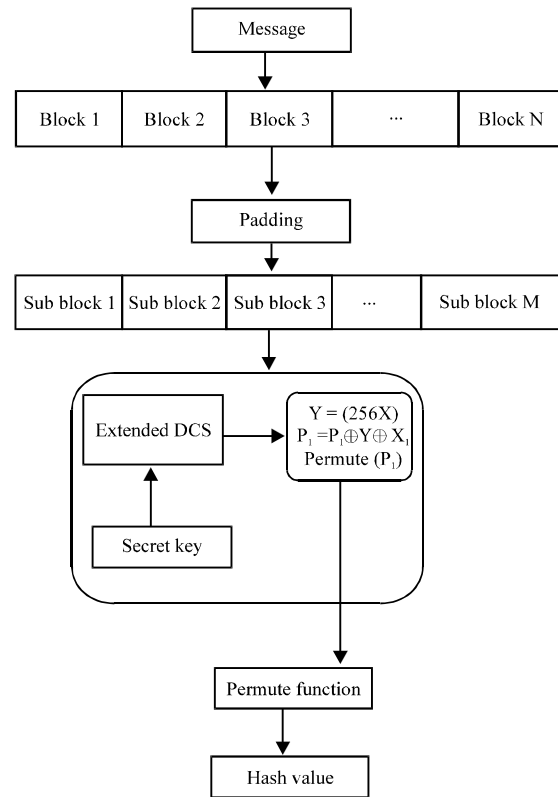 Message
Block 1 Block 2 Block 3 ... Block N
Padding
Sub block 1 Sub block 2 Sub block 3 ... Sub block M
Extended DCS
Y = (256X)
P₁ =P₁⊕Y⊕ X₁
Permute (P₁)
Secret key
Permute function
Hash value